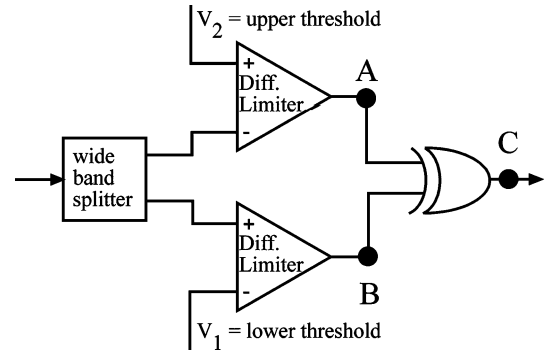 V2 = upper threshold
A
+
Diff.
Limiter
-
wide
band
splitter
C
+
Diff.
Limiter
-
B
V1 = lower threshold